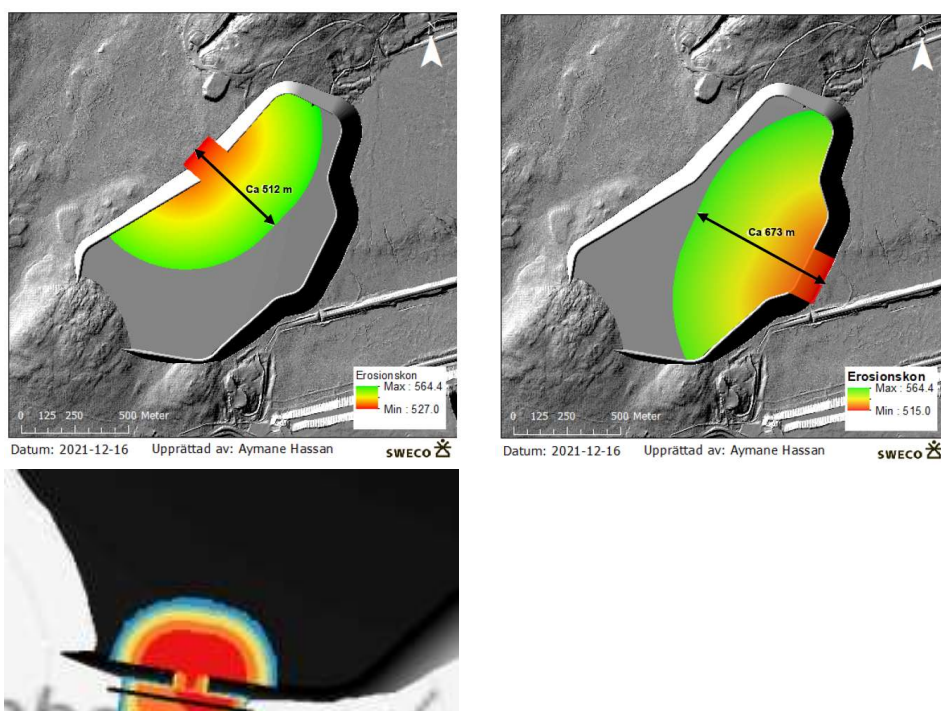 Ca 512 m
Erosionskon
Max : 564.4
Min : 527.0
0 125 250 500 Meter
Datum: 2021-12-16 Upprättad av: Aymane Hassan SWECO
Ca 673 m
Erosionskon
Max : 564.4
Min : 515.0
0 125 250 500 Meter
Datum: 2021-12-16 Upprättad av: Aymane Hassan SWECO